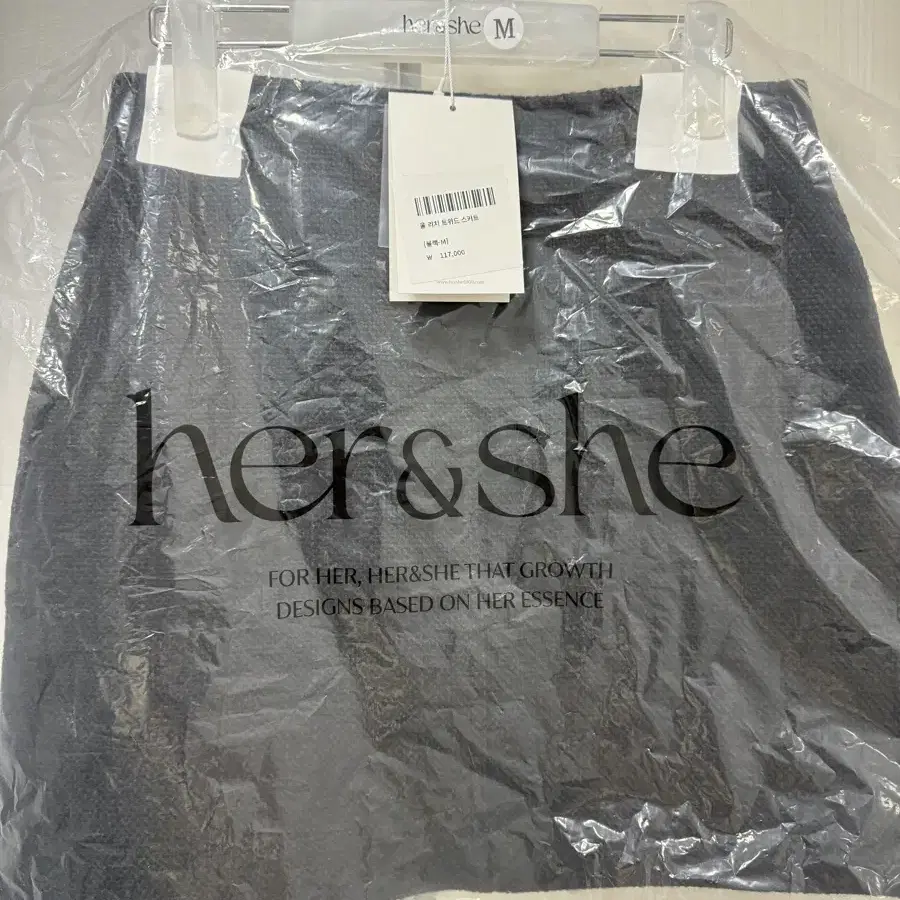 her&she M
울 리치 트위드 스커트
[블랙-M]
₩ 117,000
her&she
FOR HER, HER&SHE THAT GROWTH
DESIGNS BASED ON HER ESSENCE